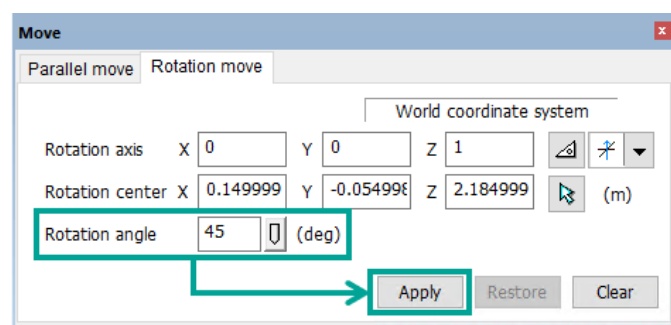 Move
Parallel move Rotation move
World coordinate system
Rotation axis X 0 Y 0 Z 1
Rotation center X 0.149999 Y -0.054998 Z 2.184999 (m)
Rotation angle 45 (deg)
Apply Restore Clear